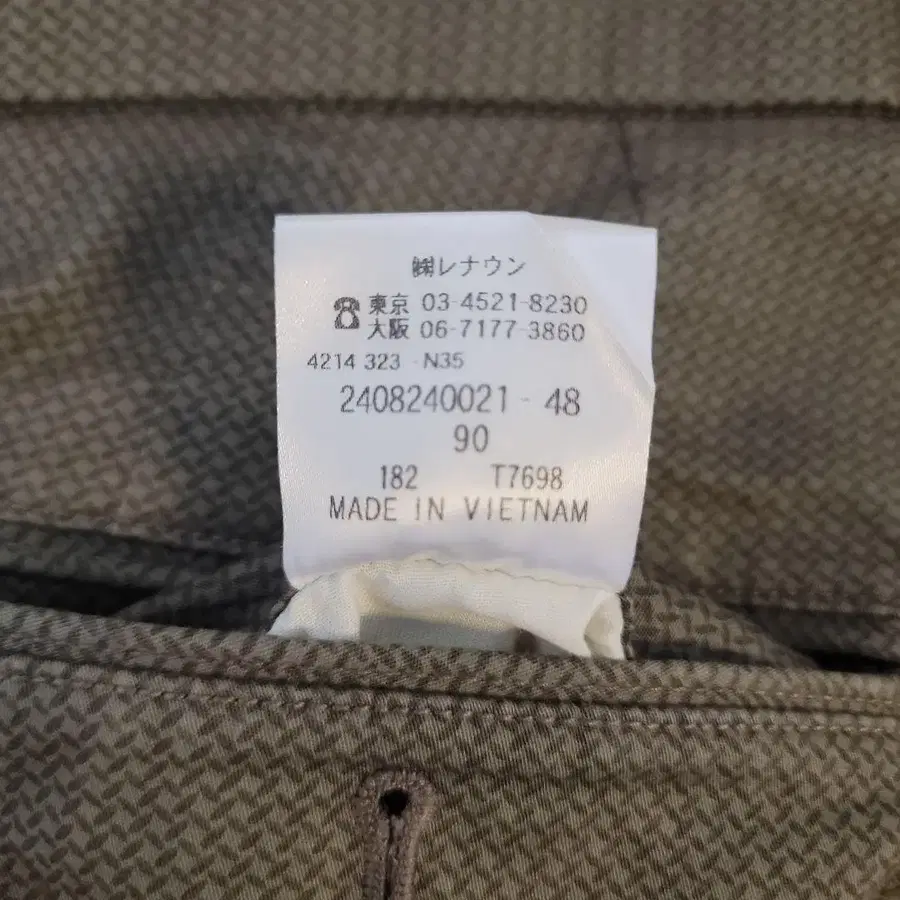 ㈱レナウン
☎東京 03-4521-8230
大阪 06-7177-3860
4214 323 -N35
2408240021 - 48
90
182 T7698
MADE IN VIETNAM